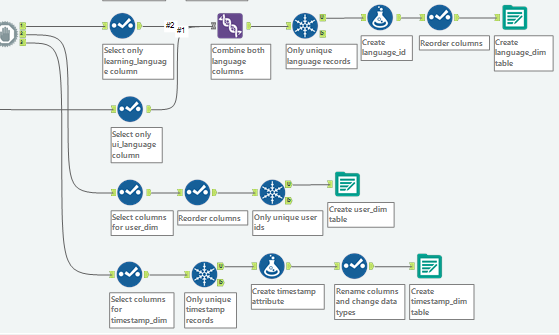 #2
#1
Select only
learning_languag
e column
Combine both
language
columns
Only unique
language records
Create
language_id
Reorder columns
Create
language_dim
table
Select only
ui_language
column
Select columns
for user_dim
Reorder columns
Only unique user
ids
Create user_dim
table
Select columns
for
timestamp_dim
Only unique
timestamp
records
Create timestamp
attribute
Rename columns
and change data
types
Create
timestamp_dim
table